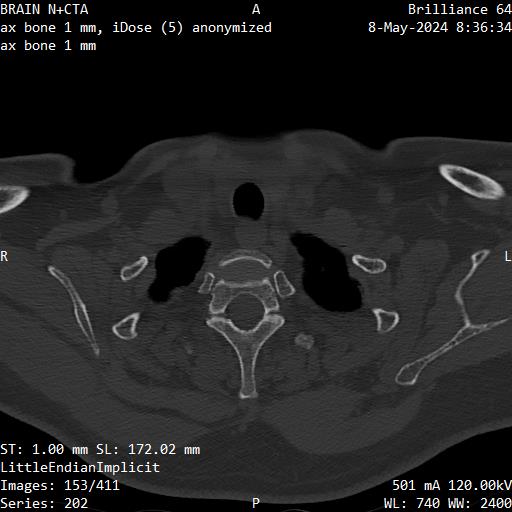 BRAIN N+CTA
ax bone 1 mm, iDose (5) anonymized
ax bone 1 mm
A
Brilliance 64
8-May-2024 8:36:34
R
L
ST: 1.00 mm SL: 172.02 mm
LittleEndianImplicit
Images: 153/411
Series: 202
P
501 mA 120.00kV
WL: 740 WW: 2400